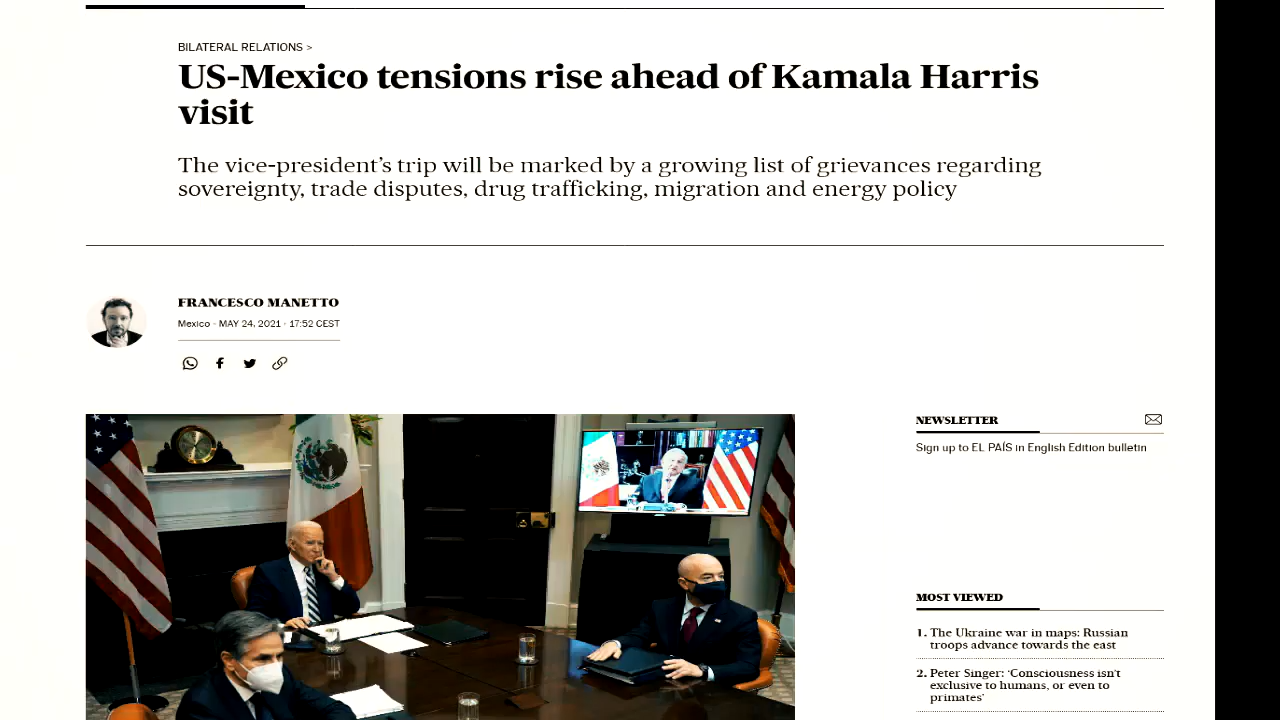 BILATERAL RELATIONS >
US-Mexico tensions rise ahead of Kamala Harris
visit
The vice-president's trip will be marked by a growing list of grievances regarding
sovereignty, trade disputes, drug trafficking, migration and energy policy
FRANCESCO MANETTO
Mexico - MAY 24, 2021 - 17:52 CEST
NEWSLETTER
Sign up to EL PAÍS in English Edition bulletin
MOST VIEWED
1. The Ukraine war in maps: Russian
troops advance towards the east
2. Peter Singer: ‘Consciousness isn't
exclusive to humans, or even to
primates’